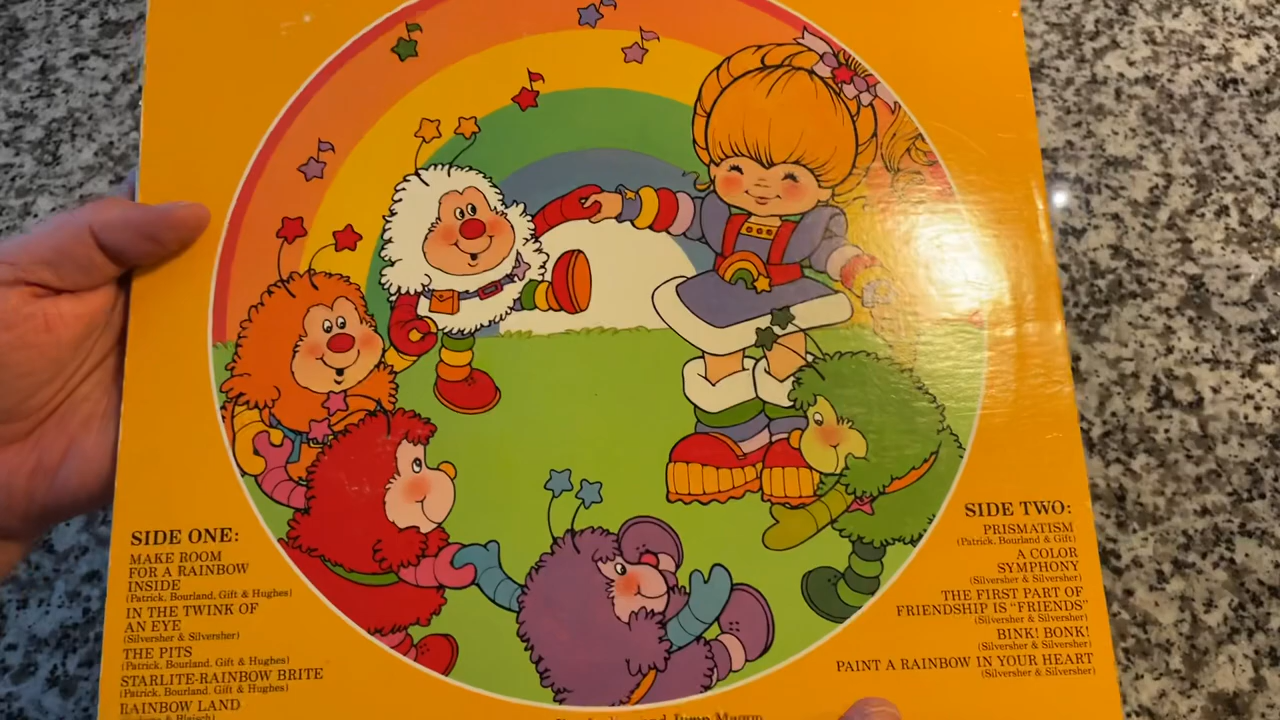 SIDE ONE:
MAKE ROOM
FOR A RAINBOW
INSIDE
(Patrick, Bourland, Gift & Hughes)
IN THE TWINK OF
AN EYE
(Silversher & Silversher)
THE PITS
(Patrick, Bourland, Gift & Hughes)
STARLITE-RAINBOW BRITE
(Patrick, Bourland, Gift & Hughes)
RAINBOW LAND
SIDE TWO:
PRISMATISM
(Patrick, Bourland & Gift)
A COLOR
SYMPHONY
(Silversher & Silversher)
THE FIRST PART OF
FRIENDSHIP IS "FRIENDS"
(Silversher & Silversher)
BINK! BONK!
(Silversher & Silversher)
PAINT A RAINBOW IN YOUR HEART
(Silversher & Silversher)